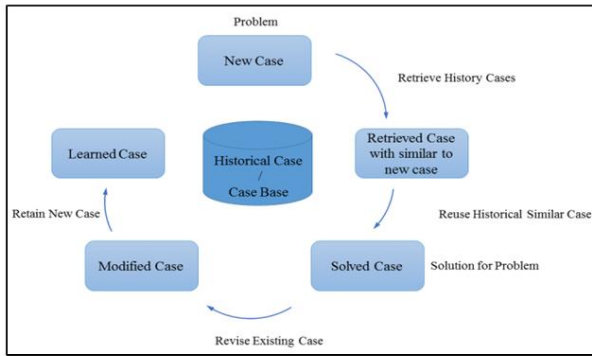 Problem
New Case
Retrieve History Cases
Retrieved Case
with similar to
new case
Learned Case
Historical Case
/
Case Base
Retain New Case
Reuse Historical Similar Case
Modified Case
Solved Case
Solution for Problem
Revise Existing Case